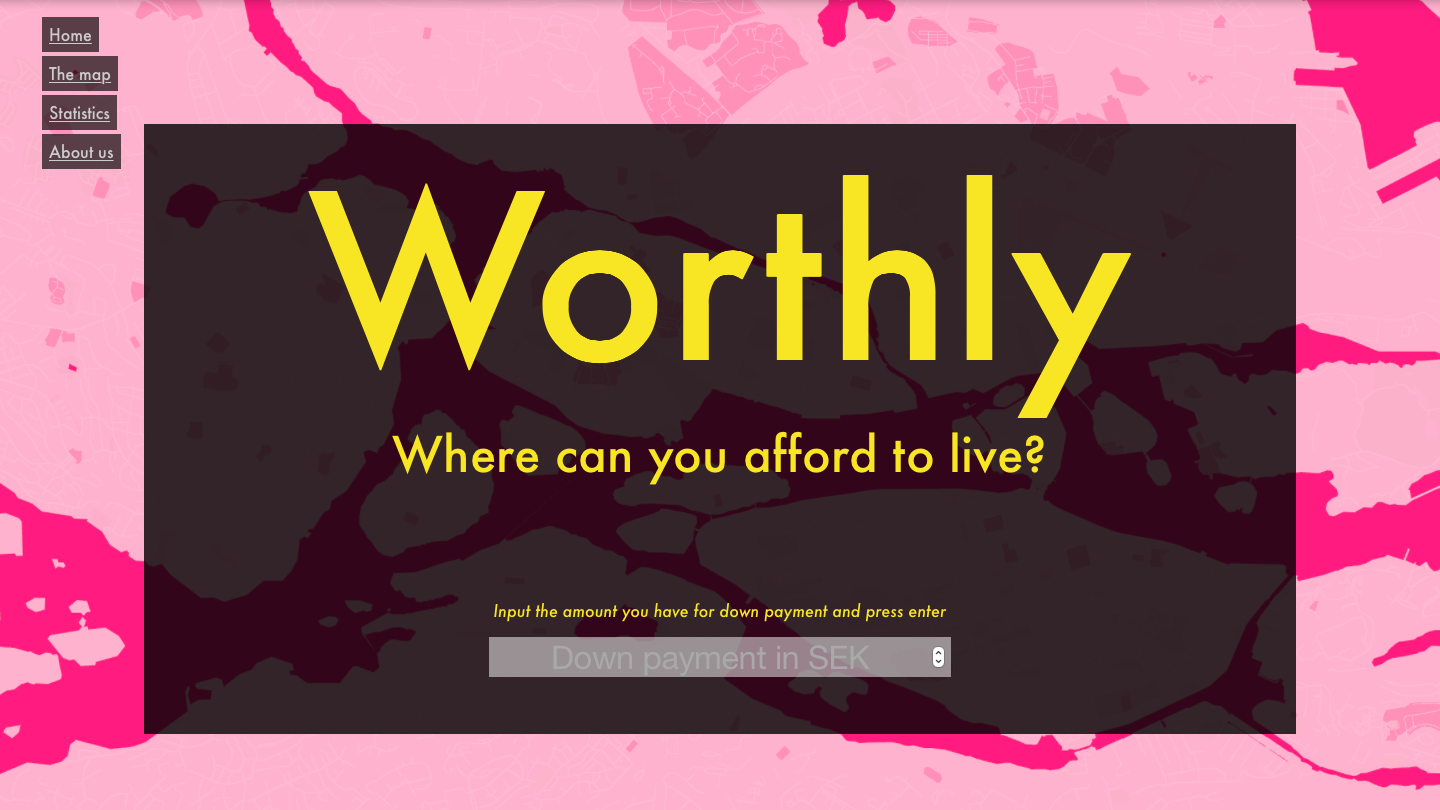 Home
The map
Statistics
About us
Worthly
Where can you afford to live?
Input the amount you have for down payment and press enter
Down payment in SEK